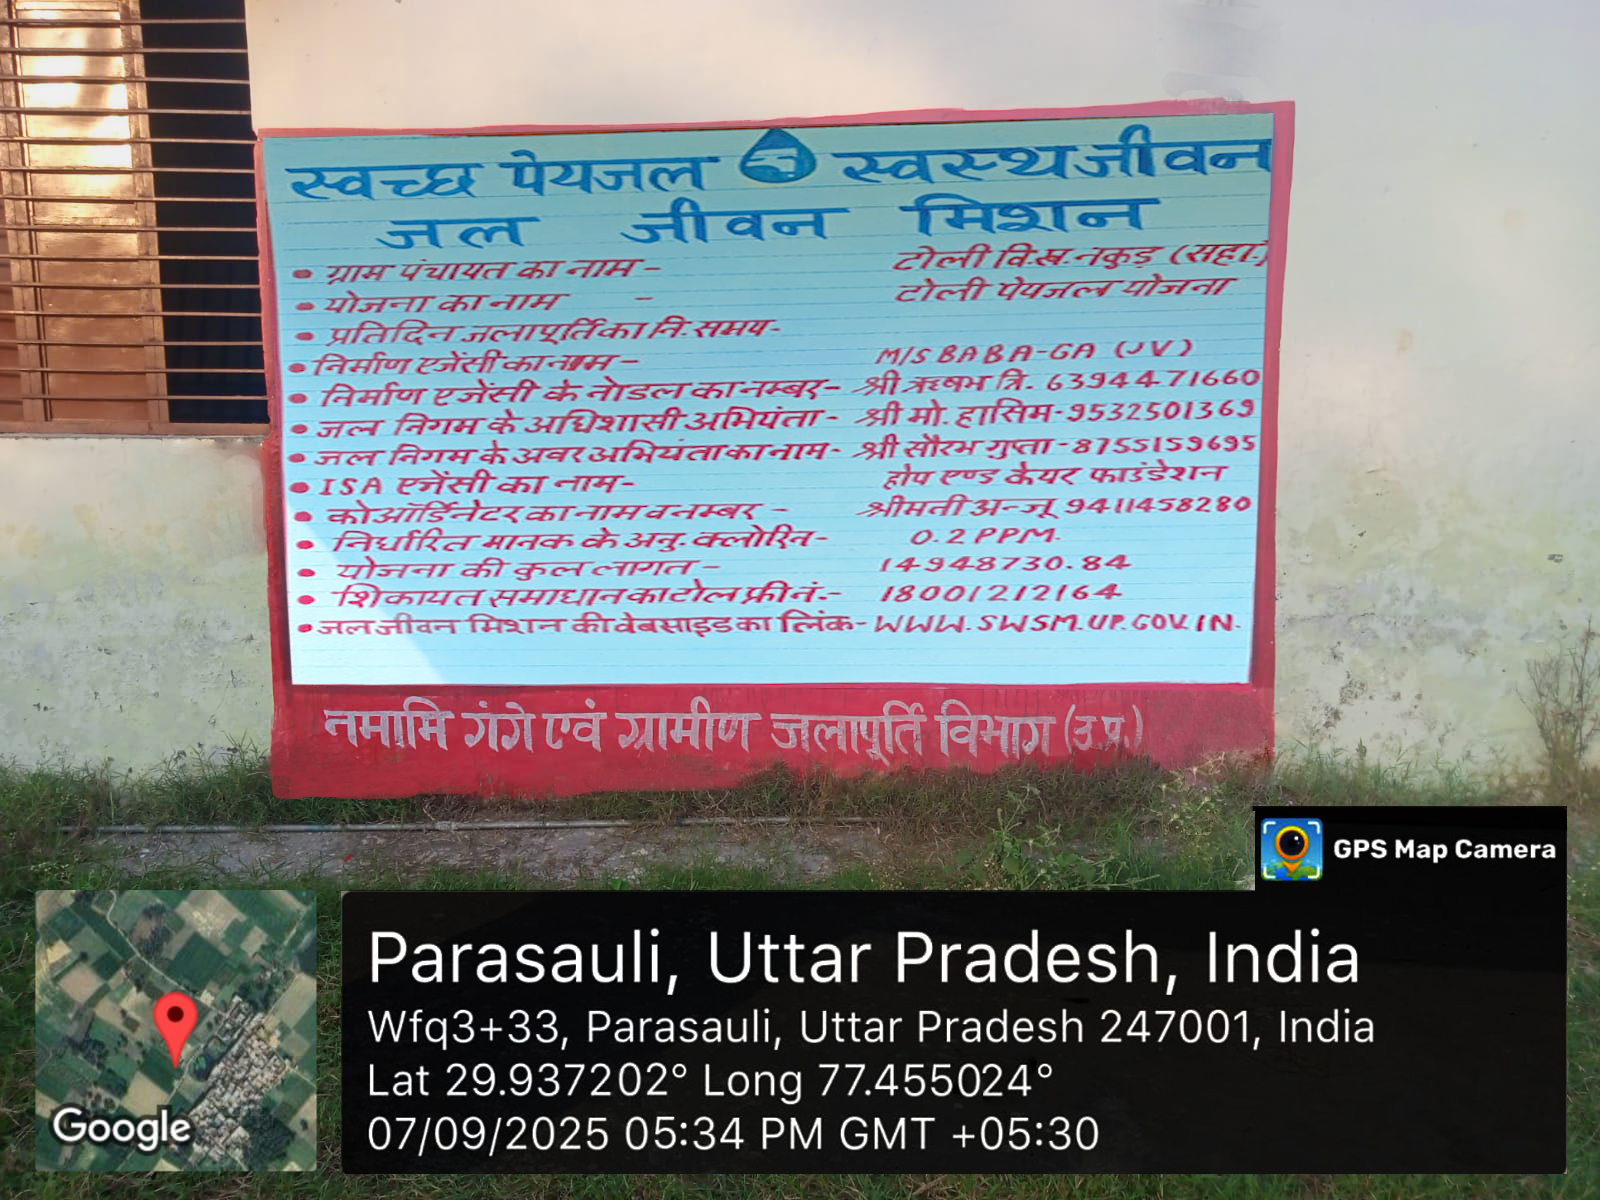 स्वच्छ पेयजल स्वस्थ जीवन
जल जीवन मिशन
• ग्राम पंचायत का नाम - टोली वि.ख. नकुड़ (सहा.)
• योजना का नाम - टोली पेयजल योजना
• प्रतिदिन जलापूर्ति का नि. समय-
• निर्माण एजेंसी का नाम - M/S BABA-GA (JV)
• निर्माण एजेंसी के नोडल का नम्बर- श्री ऋषभ त्रि. 6394471660
• जल निगम के अधिशासी अभियंता - श्री मो. हासिम-9532501369
• जल निगम के अवर अभियंता का नाम- श्री सौरभ गुप्ता-8755159695
• ISA एजेंसी का नाम- होप एण्ड केयर फाउंडेशन
• कोऑर्डिनेटर का नाम व नम्बर - श्रीमती अन्जू 9411458280
• निर्धारित मानक के अनु. क्लोरिन- 0.2 PPM.
• योजना की कुल लागत - 14948730.84
• शिकायत समाधान का टोल फ्री नं.- 18001212164
• जल जीवन मिशन की वेबसाइड का लिंक- WWW.SWSM.UP.GOV.IN.
नमामि गंगे एवं ग्रामीण जलापूर्ति विभाग (उ.प्र.)
GPS Map Camera
Parasauli, Uttar Pradesh, India
Wfq3+33, Parasauli, Uttar Pradesh 247001, India
Lat 29.937202° Long 77.455024°
07/09/2025 05:34 PM GMT +05:30
Google